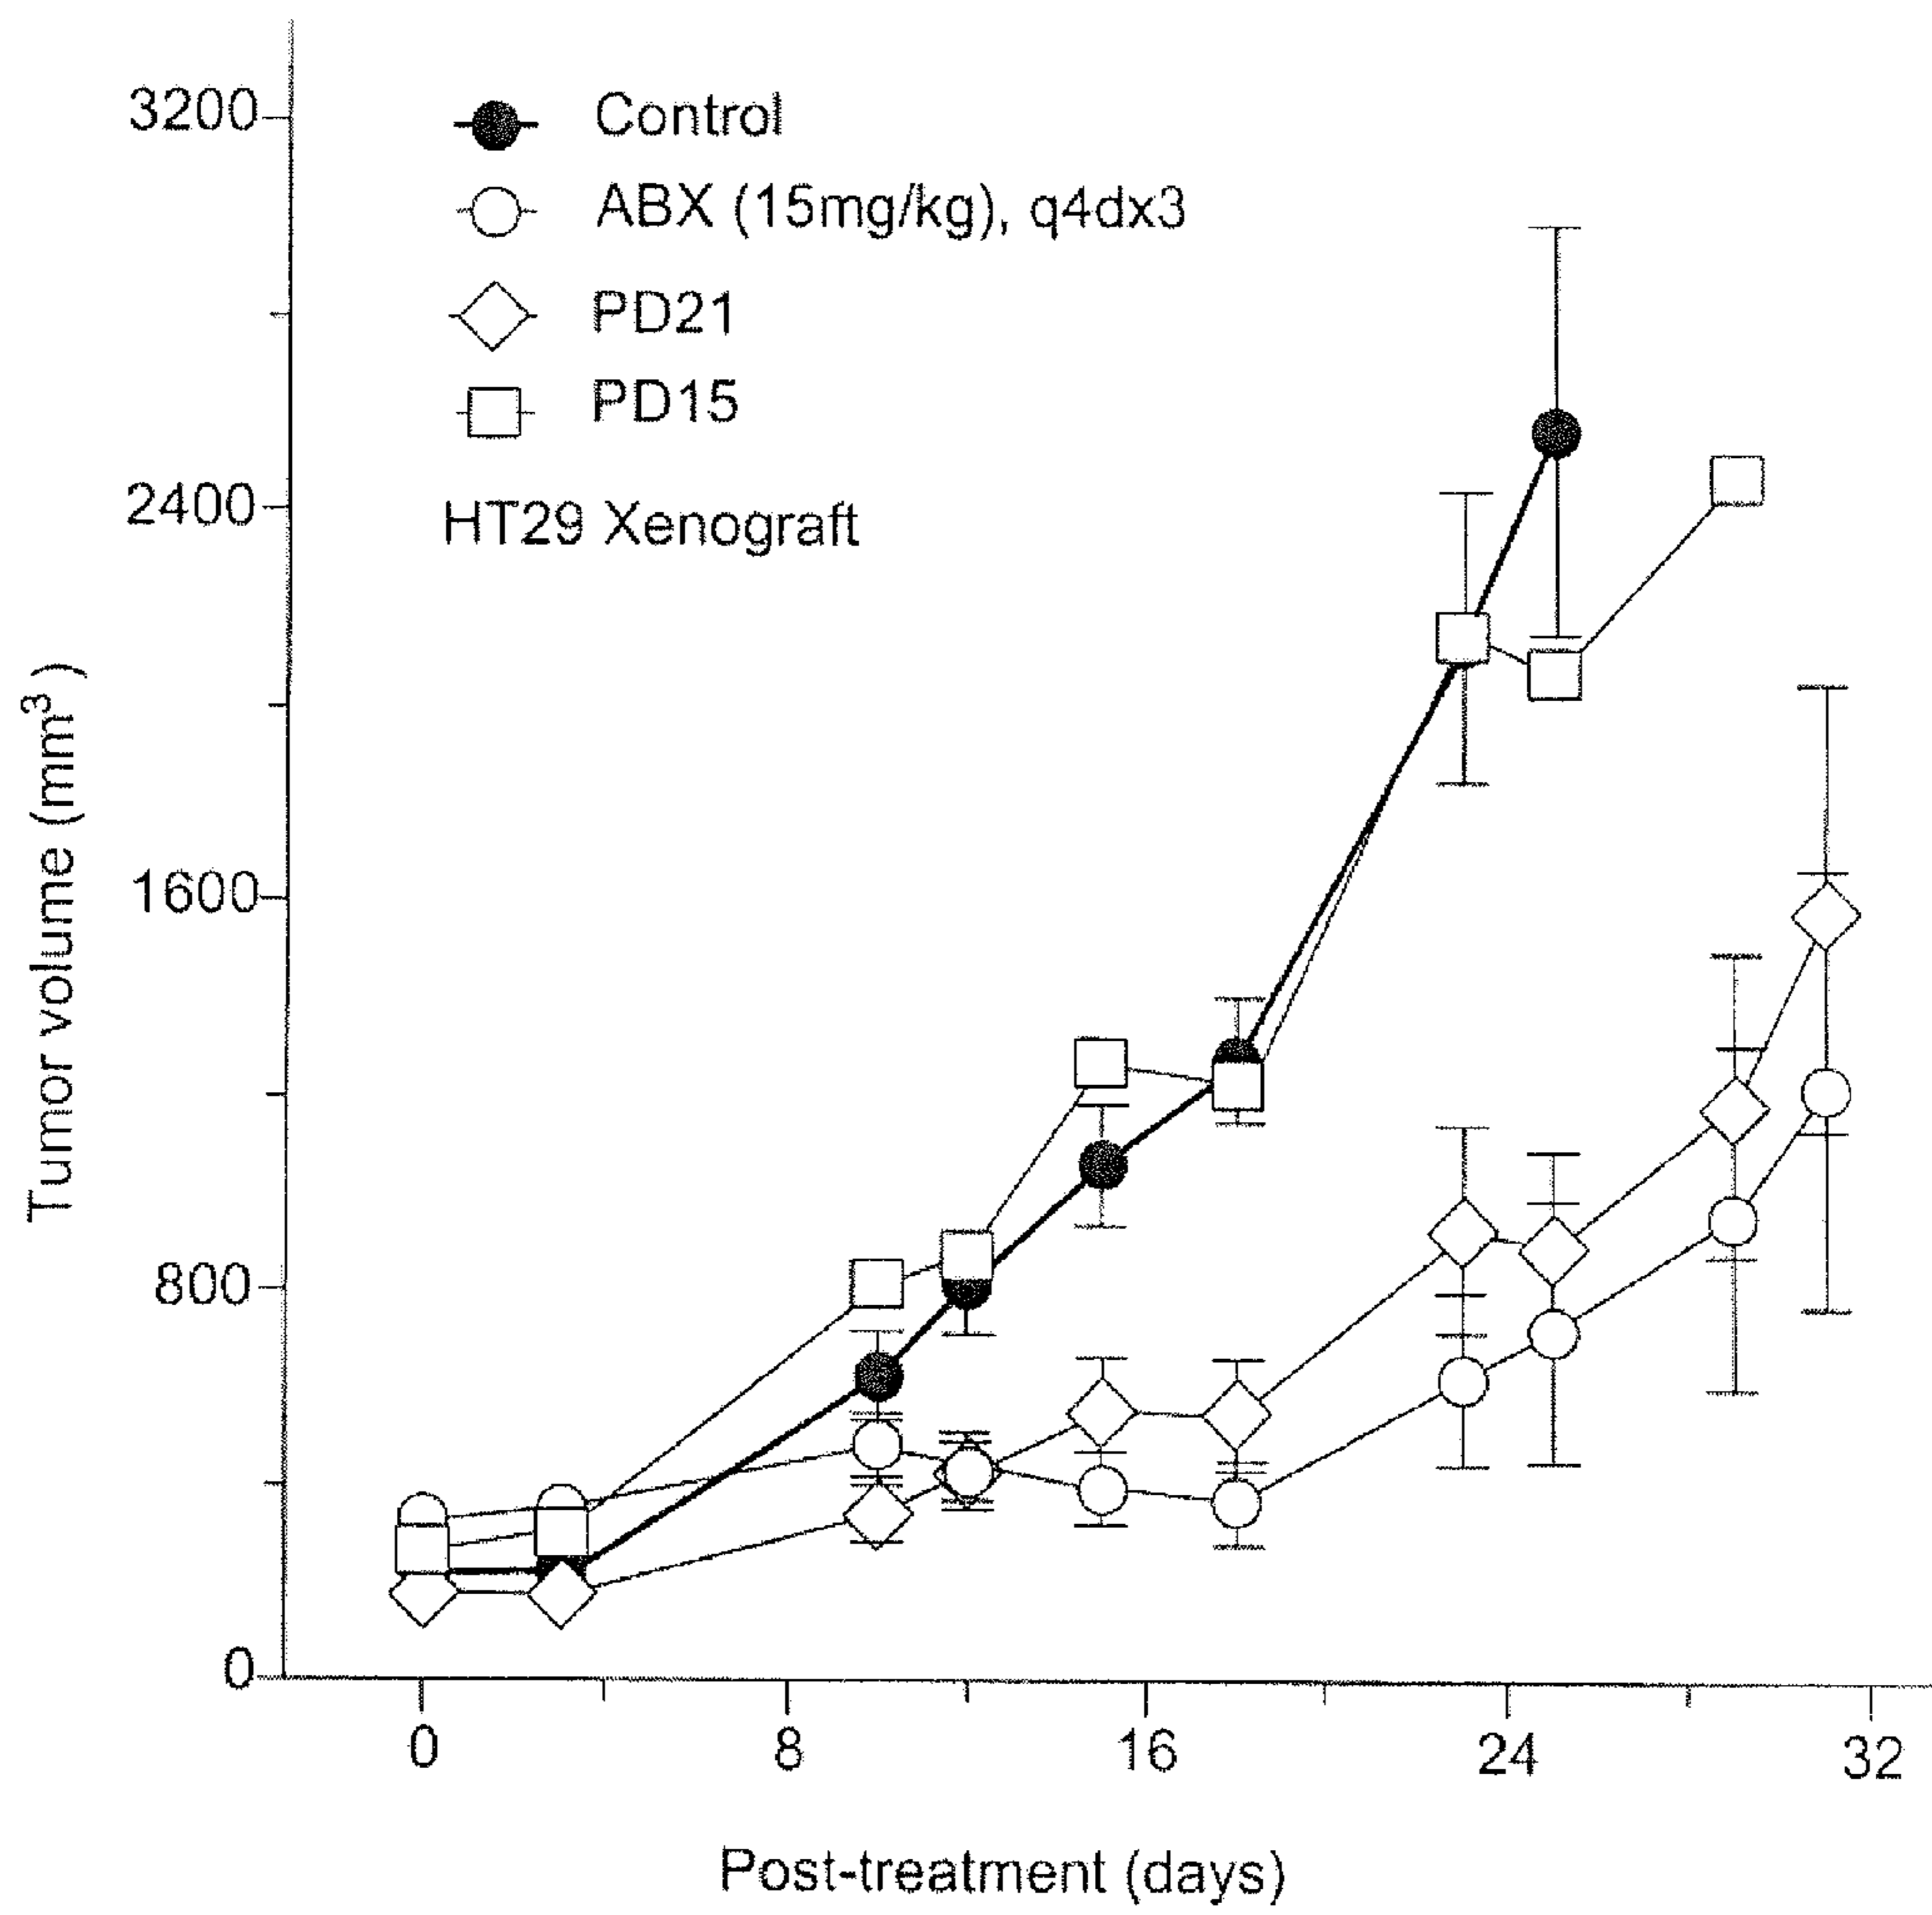 3200
2400
1600
800
0
Tumor volume (mm³)
Control
ABX (15mg/kg), q4dx3
PD21
PD15
HT29 Xenograft
0 8 16 24 32
Post-treatment (days)